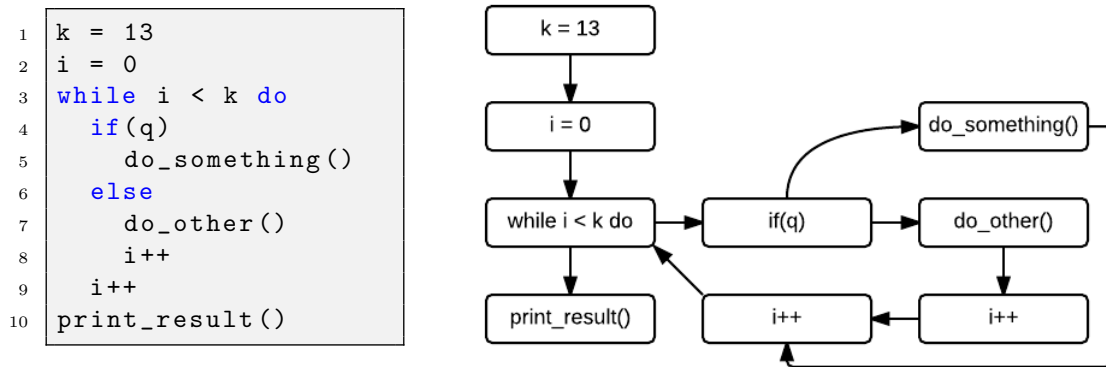 1 k = 13
2 i = 0
3 while i < k do
4 if(q)
5 do_something()
6 else
7 do_other()
8 i++
9 i++
10 print_result()
k = 13
i = 0
do_something()
while i < k do
if(q)
do_other()
print_result()
i++
i++